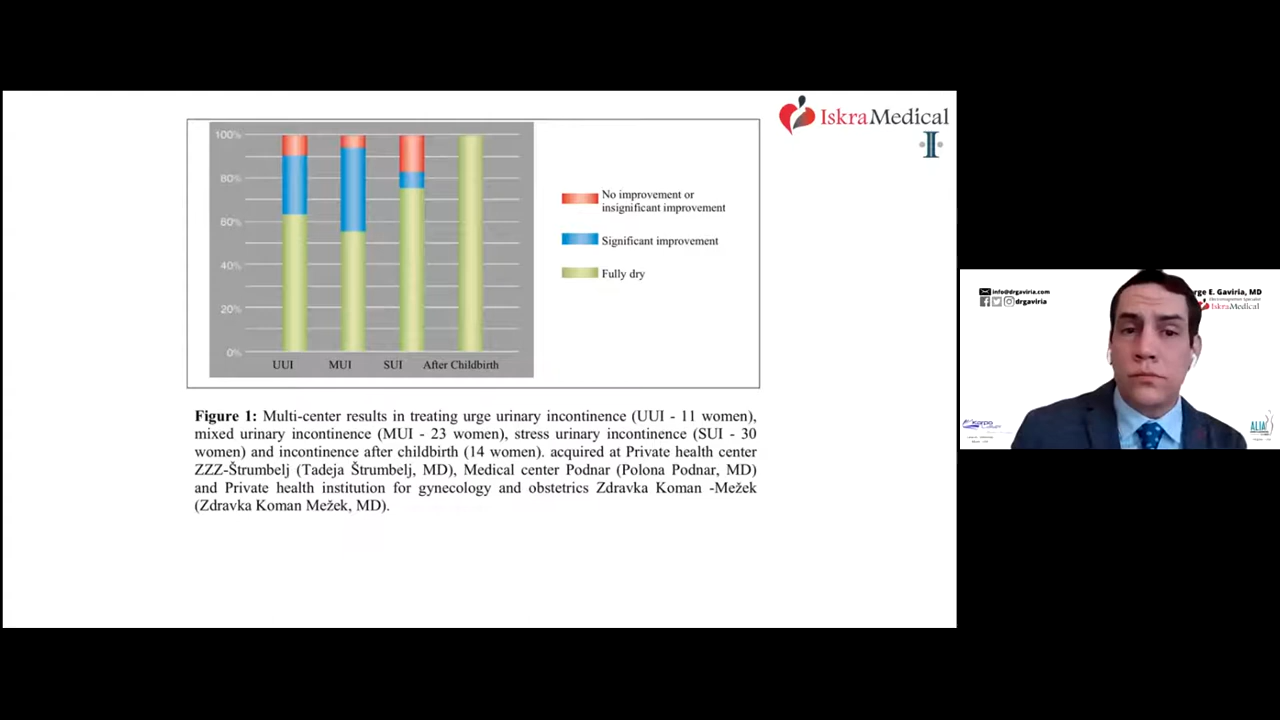 IskraMedical
100%
80%
60%
40%
20%
0%
UUI MUI SUI After Childbirth
No improvement or
insignificant improvement
Significant improvement
Fully dry
Figure 1: Multi-center results in treating urge urinary incontinence (UUI - 11 women),
mixed urinary incontinence (MUI - 23 women), stress urinary incontinence (SUI - 30
women) and incontinence after childbirth (14 women). acquired at Private health center
ZZZ-Štrumbelj (Tadeja Štrumbelj, MD), Medical center Podnar (Polona Podnar, MD)
and Private health institution for gynecology and obstetrics Zdravka Koman -Mežek
(Zdravka Koman Mežek, MD).
info@drgaviria.com
drgaviria
rge E. Gaviria, MD
IskraMedical
ALIA